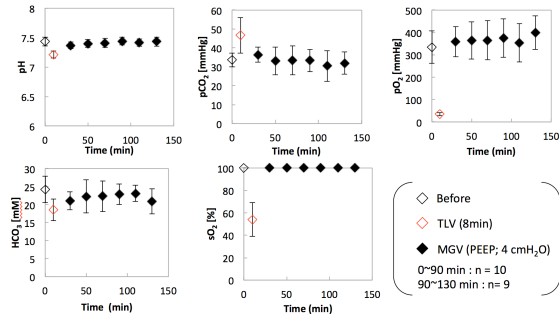 8
7.5
7
6.5
6
0 50 100 150
pH
Time (min)
60
50
40
30
20
10
0
0 50 100 150
pCO2 [mmHg]
Time (min)
500
400
300
200
100
0
0 50 100 150
pO2 [mmHg]
Time (min)
30
25
20
15
10
5
0
0 50 100 150
HCO3 [mM]
Time (min)
100
80
60
40
20
0
0 50 100 150
sO2 [%]
Time (min)
Before
TLV (8min)
MGV (PEEP; 4 cmH2O)
0~90 min : n = 10
90~130 min : n= 9